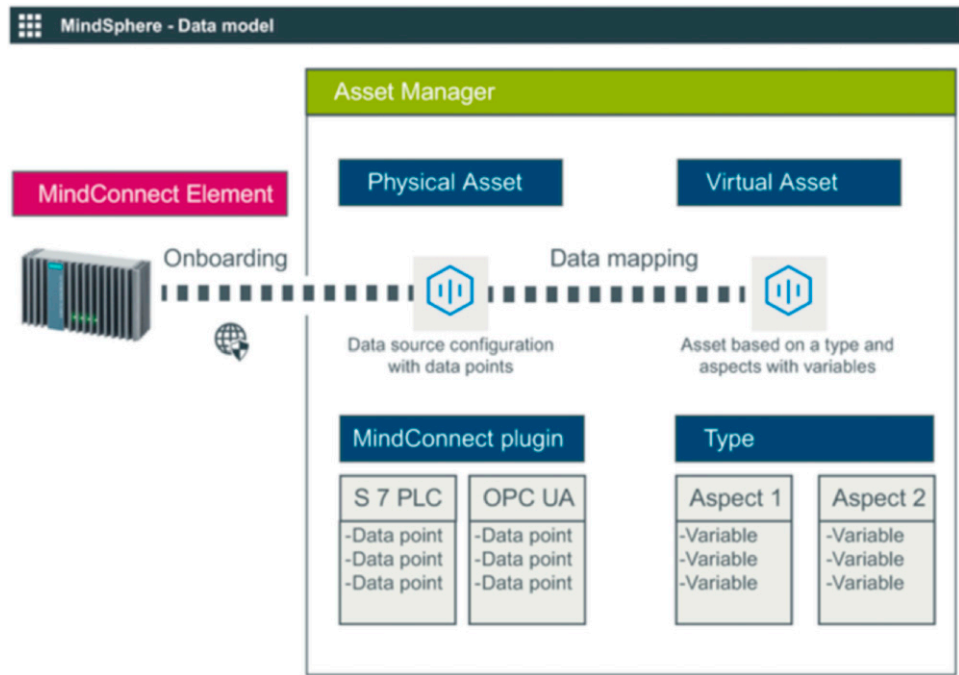 MindSphere - Data model
Asset Manager
MindConnect Element
Physical Asset
Virtual Asset
Onboarding
Data mapping
Data source configuration
with data points
Asset based on a type and
aspects with variables
MindConnect plugin
S 7 PLC
-Data point
-Data point
-Data point
OPC UA
-Data point
-Data point
-Data point
Type
Aspect 1
-Variable
-Variable
-Variable
Aspect 2
-Variable
-Variable
-Variable